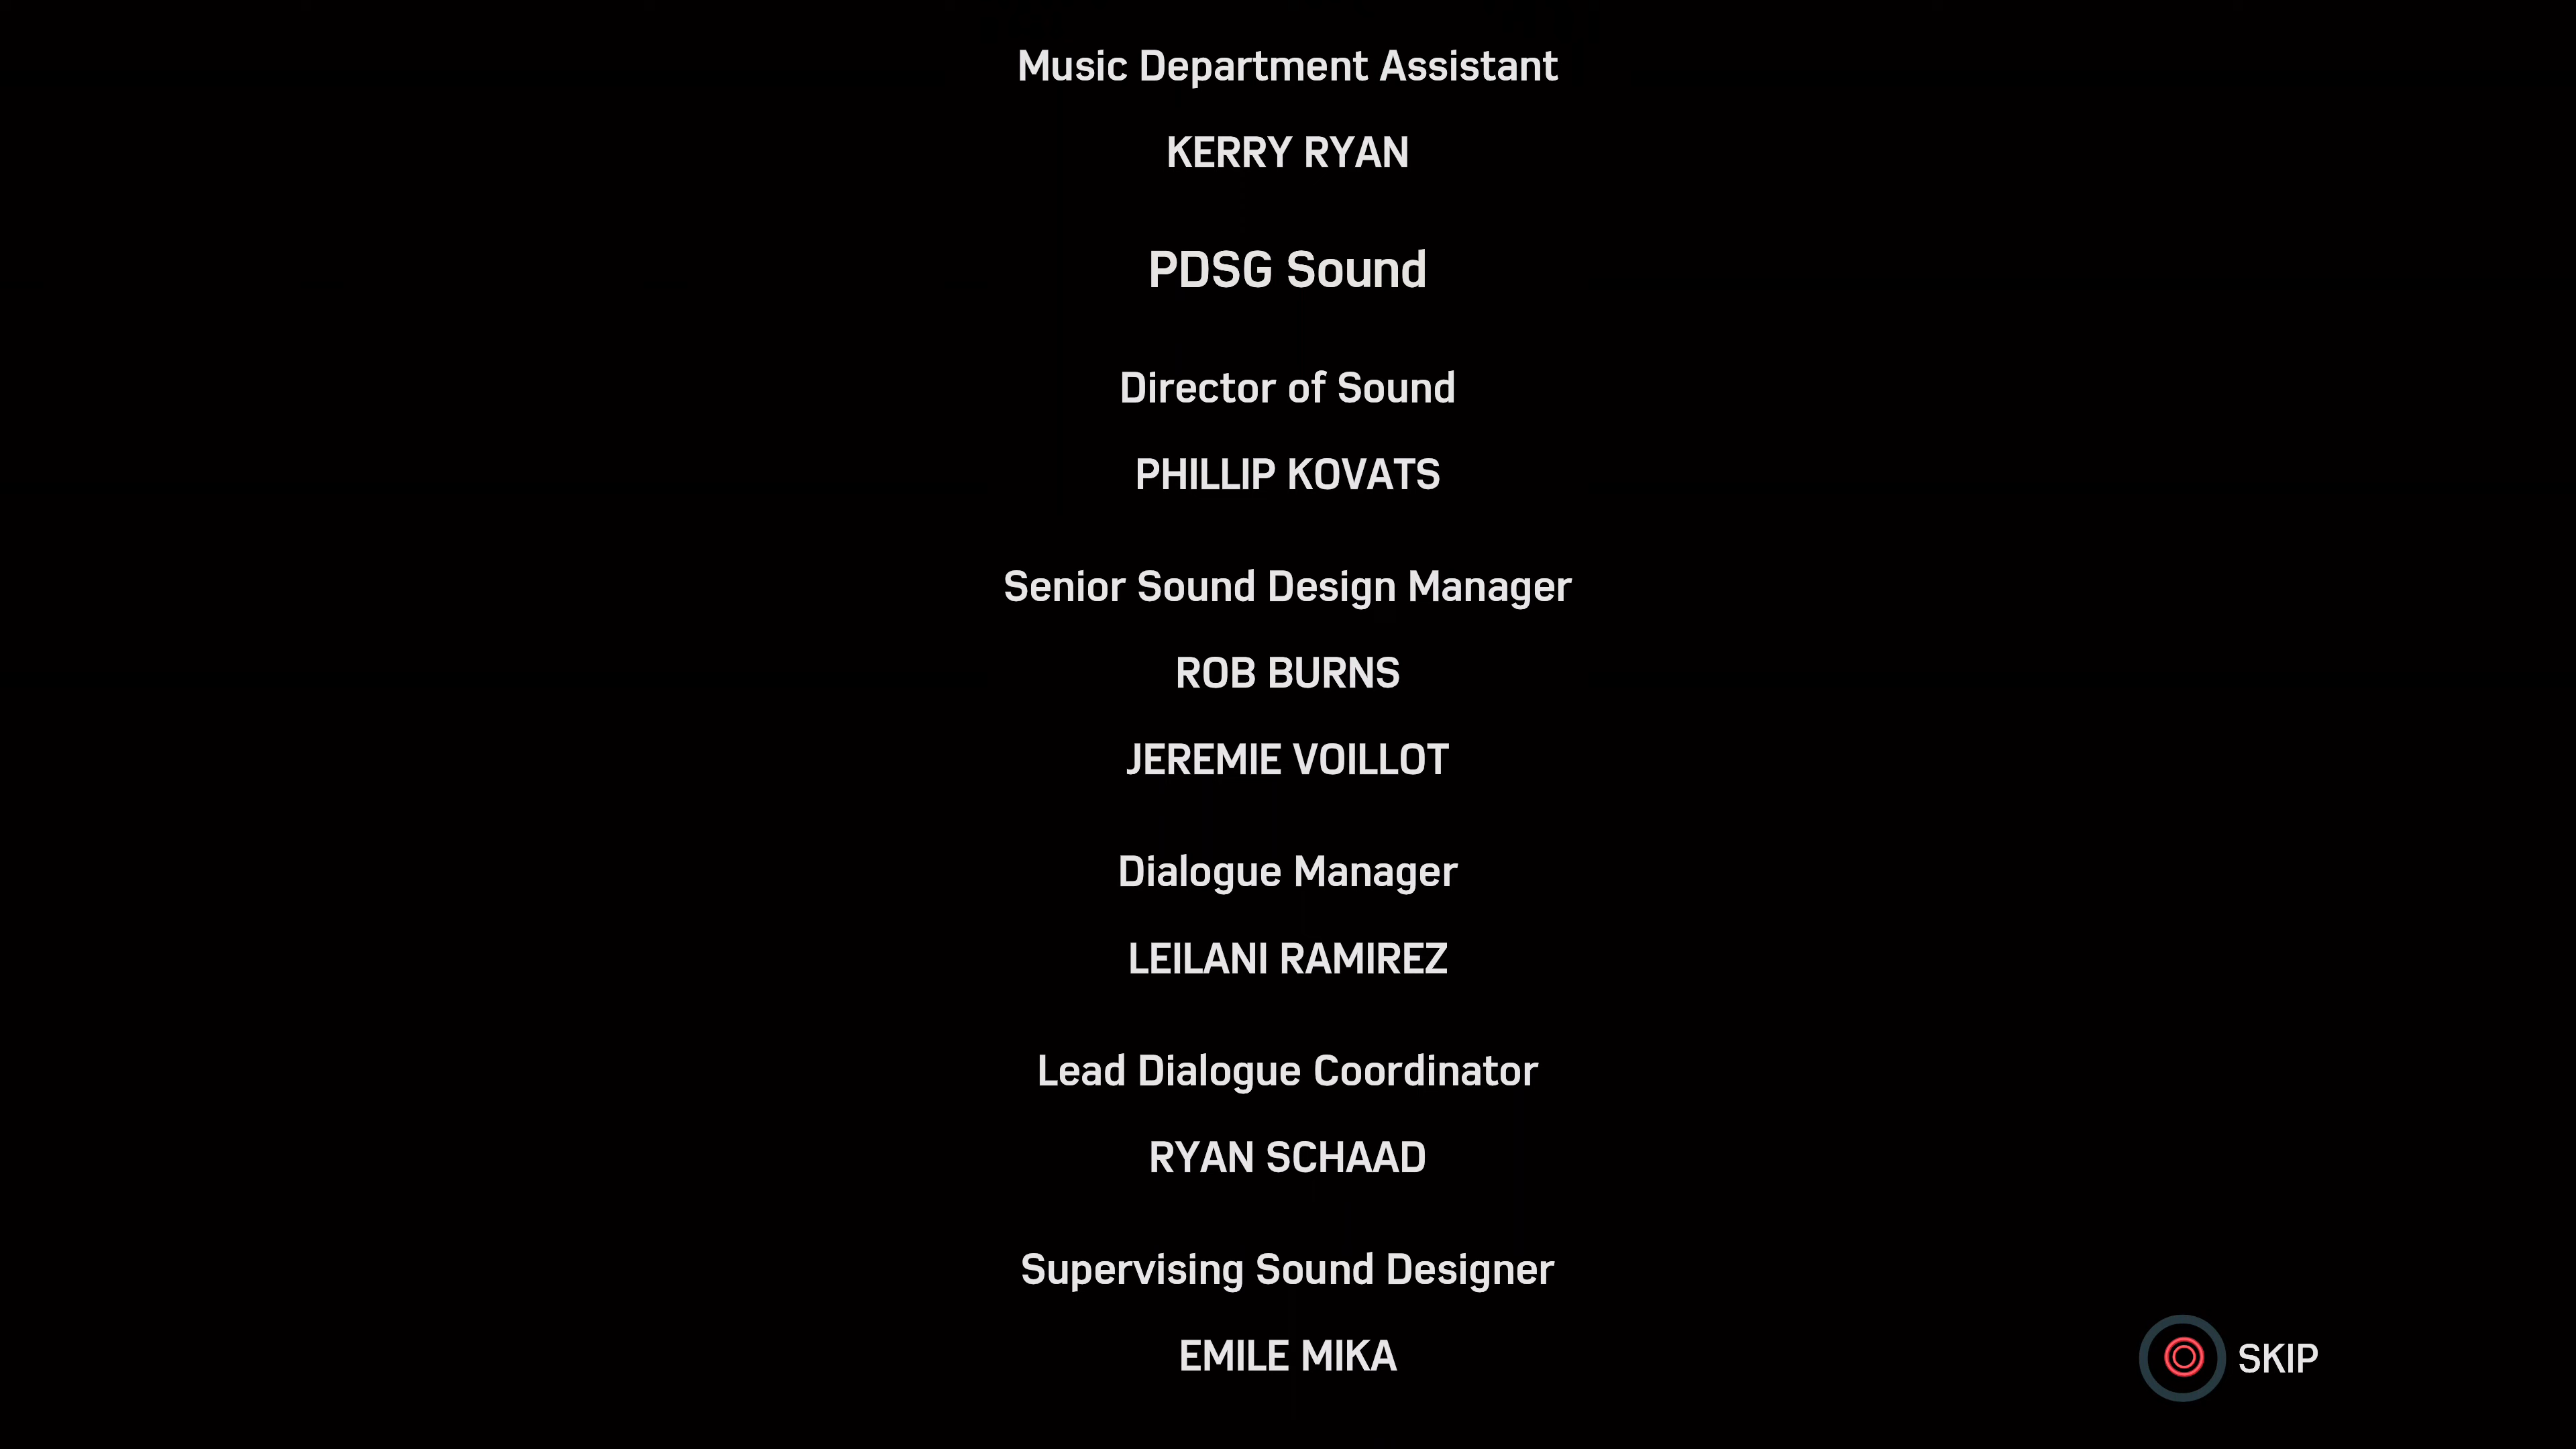 Music Department Assistant
KERRY RYAN
PDSG Sound
Director of Sound
PHILLIP KOVATS
Senior Sound Design Manager
ROB BURNS
JEREMIE VOILLOT
Dialogue Manager
LEILANI RAMIREZ
Lead Dialogue Coordinator
RYAN SCHAAD
Supervising Sound Designer
EMILE MIKA
SKIP